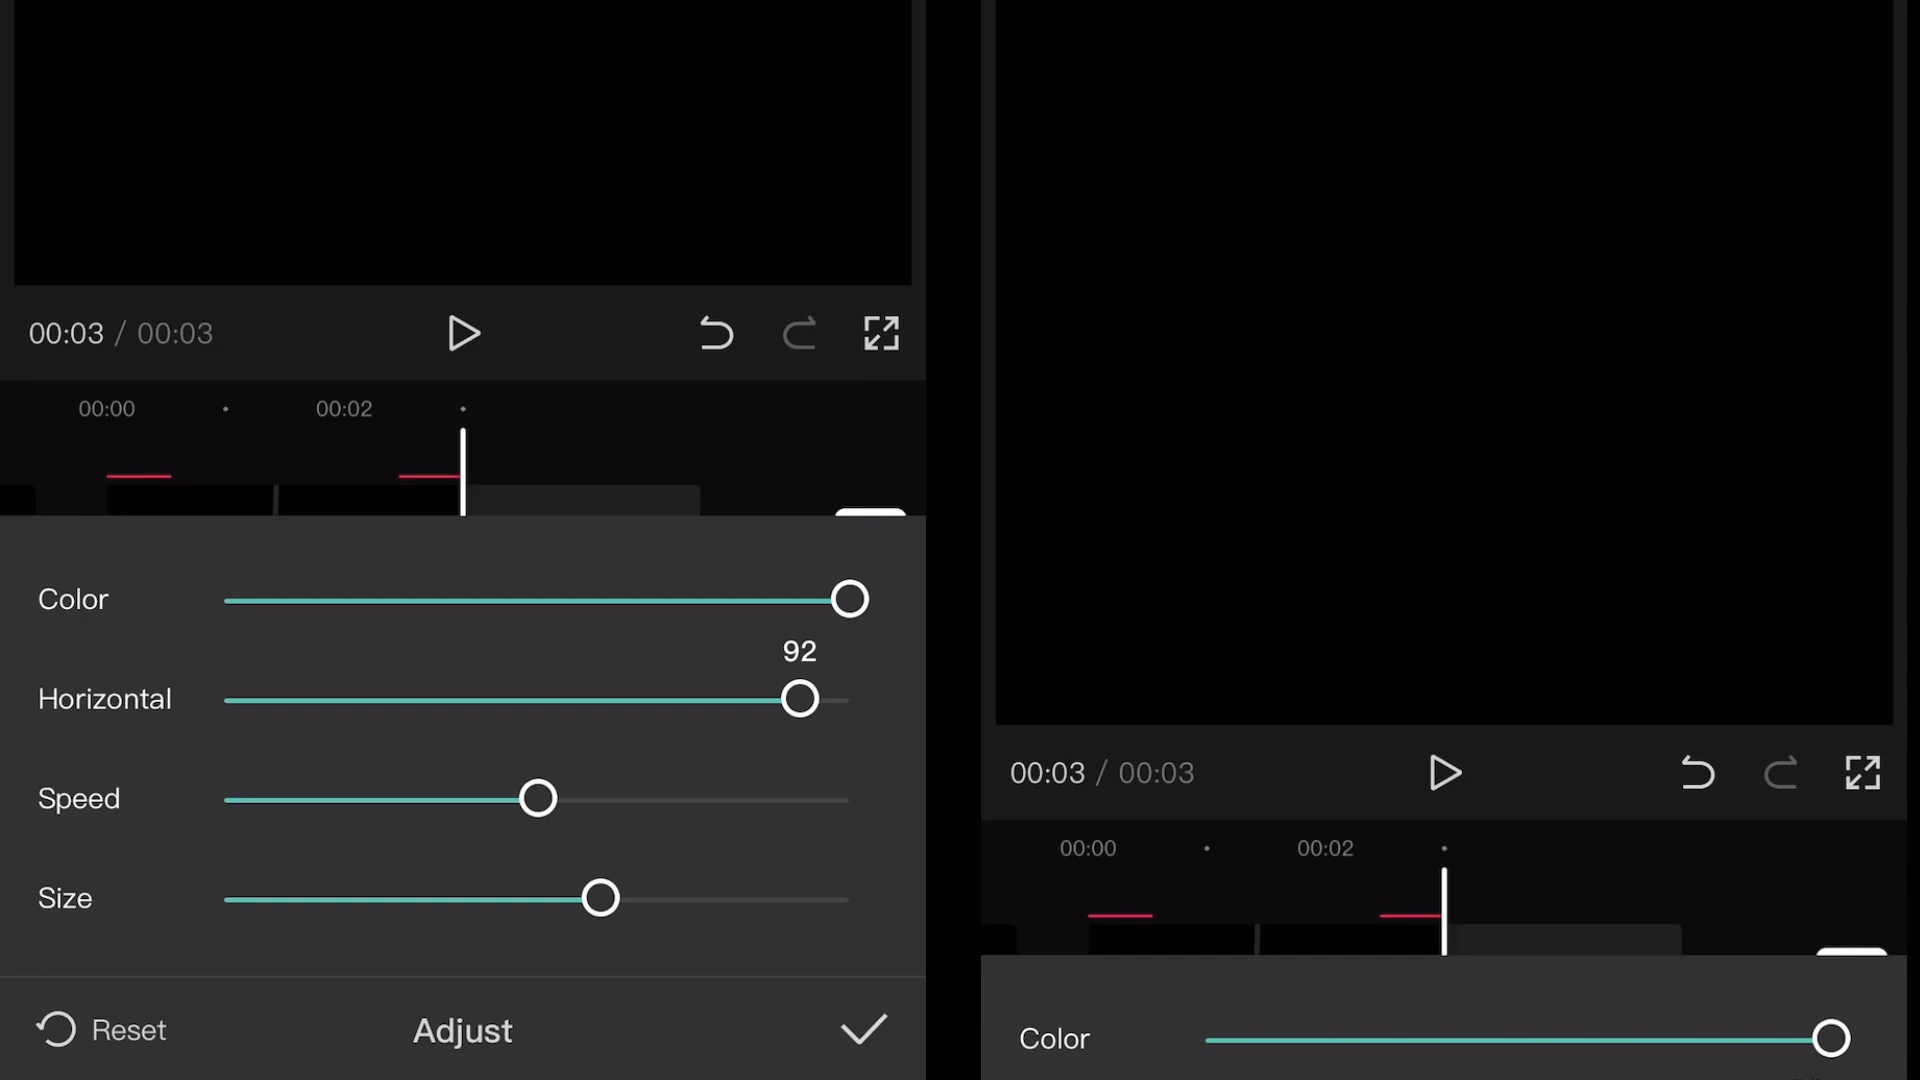 00:03 / 00:03
00:00 • 00:02 •
Color
92
Horizontal
Speed
Size
Reset Adjust
00:03 / 00:03
00:00 • 00:02 •
Color